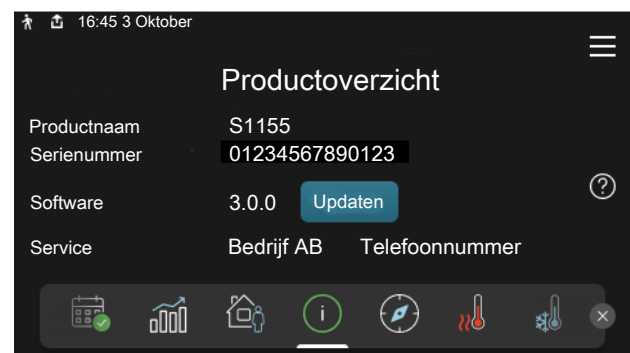 16:45 3 Oktober
Productoverzicht
Productnaam S1155
Serienummer 01234567890123
Software 3.0.0 Updaten
Service Bedrijf AB Telefoonnummer